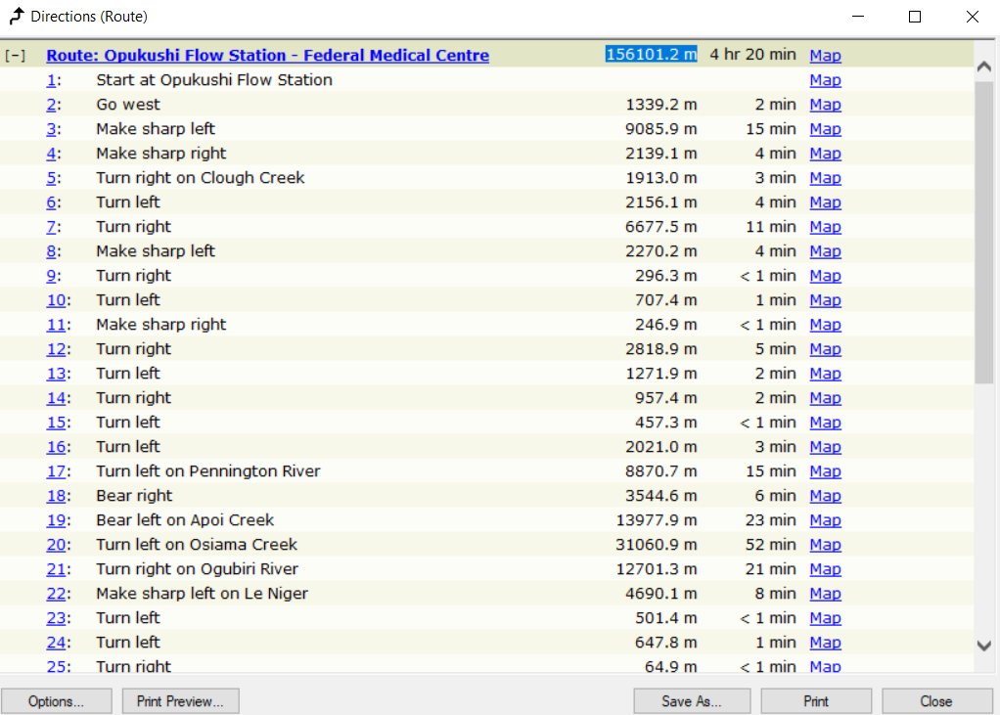 Directions (Route)
[-] Route: Opukushi Flow Station - Federal Medical Centre 156101.2 m 4 hr 20 min Map
1: Start at Opukushi Flow Station Map
2: Go west 1339.2 m 2 min Map
3: Make sharp left 9085.9 m 15 min Map
4: Make sharp right 2139.1 m 4 min Map
5: Turn right on Clough Creek 1913.0 m 3 min Map
6: Turn left 2156.1 m 4 min Map
7: Turn right 6677.5 m 11 min Map
8: Make sharp left 2270.2 m 4 min Map
9: Turn right 296.3 m < 1 min Map
10: Turn left 707.4 m 1 min Map
11: Make sharp right 246.9 m < 1 min Map
12: Turn right 2818.9 m 5 min Map
13: Turn left 1271.9 m 2 min Map
14: Turn right 957.4 m 2 min Map
15: Turn left 457.3 m < 1 min Map
16: Turn left 2021.0 m 3 min Map
17: Turn left on Pennington River 8870.7 m 15 min Map
18: Bear right 3544.6 m 6 min Map
19: Bear left on Apoi Creek 13977.9 m 23 min Map
20: Turn left on Osiama Creek 31060.9 m 52 min Map
21: Turn right on Ogubiri River 12701.3 m 21 min Map
22: Make sharp left on Le Niger 4690.1 m 8 min Map
23: Turn left 501.4 m < 1 min Map
24: Turn left 647.8 m 1 min Map
25: Turn right 64.9 m < 1 min Map
Options... Print Preview... Save As... Print Close